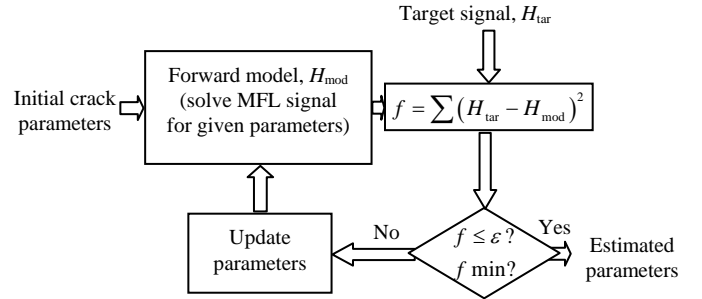 Target signal, H_tar
Forward model, H_mod
(solve MFL signal
for given parameters)
Initial crack
parameters
f = ∑(H_tar − H_mod)²
No
Yes
f ≤ ε?
f min?
Update
parameters
Estimated
parameters